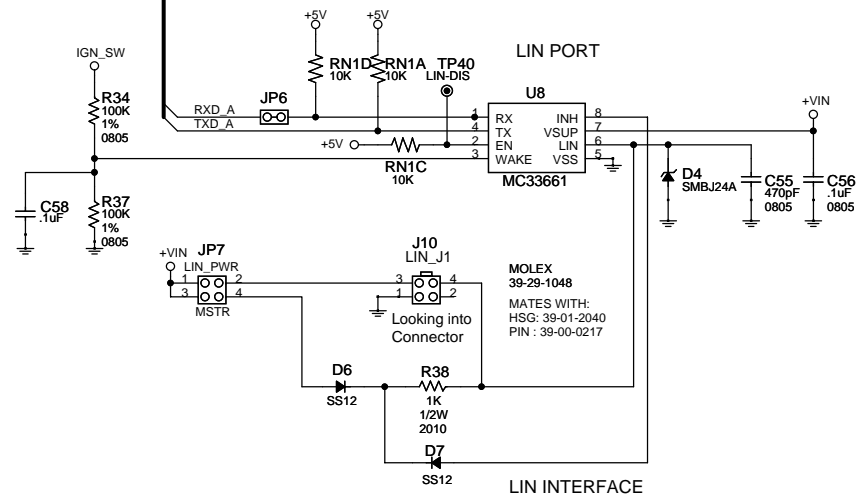 +5V
+5V
LIN PORT
IGN_SW
RN1D
10K
RN1A
10K
TP40
LIN-DIS
U8
+VIN
R34
100K
1%
0805
RXD_A
TXD_A
JP6
1
4
2
3
RX
TX
EN
WAKE
INH
VSUP
LIN
VSS
8
7
6
5
MC33661
+5V
RN1C
10K
D4
SMBJ24A
C55
470pF
0805
C56
.1uF
0805
C58
.1uF
R37
100K
1%
0805
+VIN
JP7
LIN_PWR
1
2
3
4
MSTR
J10
LIN_J1
3
4
1
2
Looking into
Connector
MOLEX
39-29-1048
MATES WITH:
HSG: 39-01-2040
PIN : 39-00-0217
D6
SS12
R38
1K
1/2W
2010
D7
SS12
LIN INTERFACE